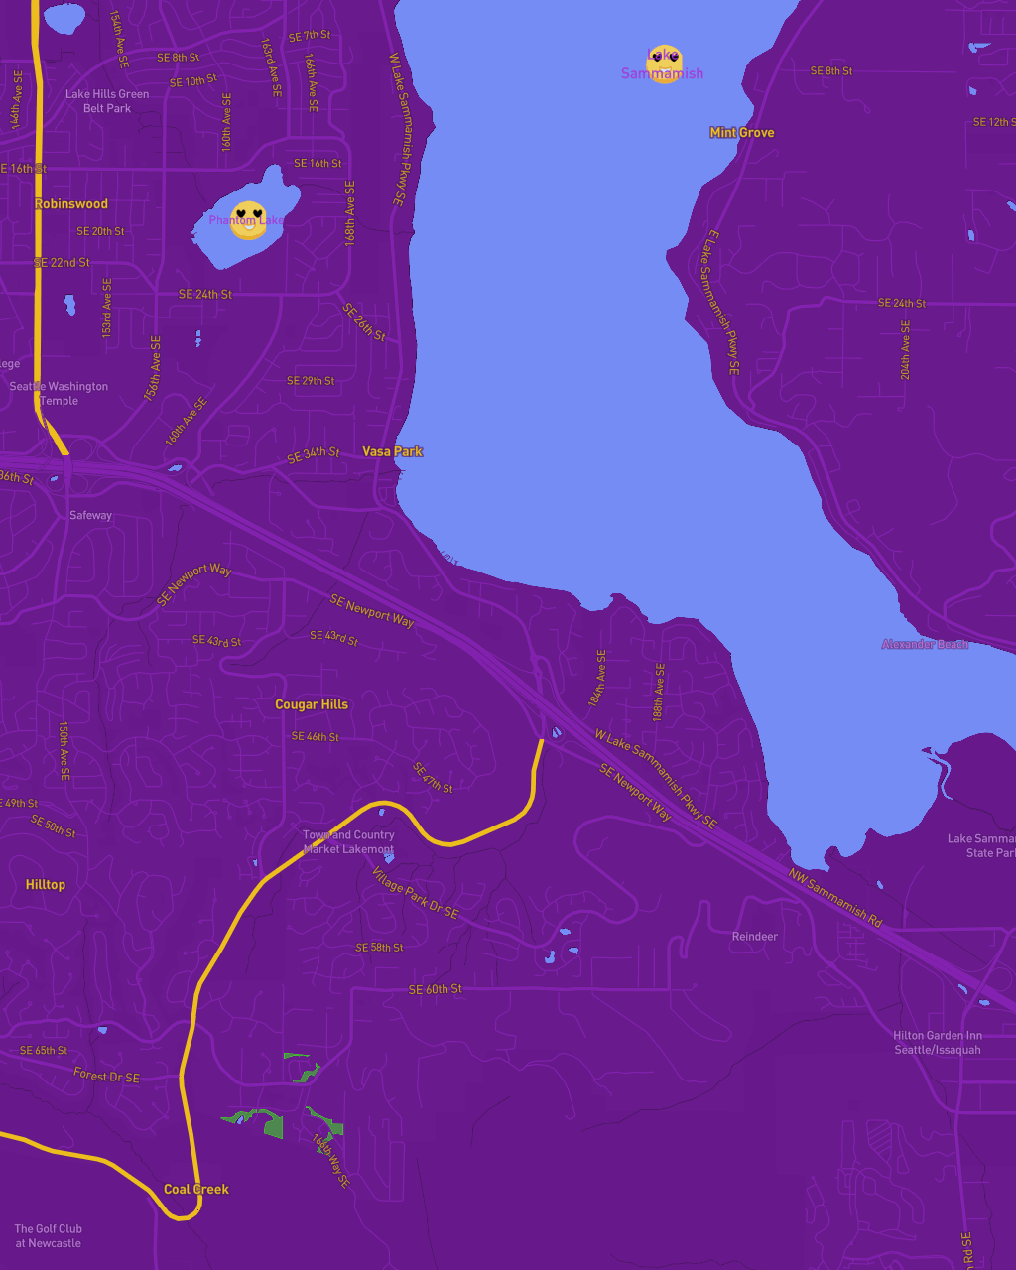 154th Ave SE
SE 7th St
SE 8th St
163rd Ave SE
166th Ave SE
Lake
Sammamish
SE 8th St
146th Ave SE
SE 10th St
Lake Hills Green
Belt Park
160th Ave SE
W Lake Sammamish Pkwy SE
SE 12th S
Mint Grove
E 16th St
SE 16th St
168th Ave SE
Robinswood
Phantom Lake
SE 20th St
SE 22nd St
E Lake Sammamish Pkwy SE
SE 24th St
SE 24th St
153rd Ave SE
SE 26th St
204th Ave SE
156th Ave SE
lege
Seattle Washington
Temple
SE 29th St
160th Ave SE
SE 34th St
Vasa Park
36th St
Safeway
SE Newport Way
SE Newport Way
SE 43rd St
SE 43rd St
Alexander Beach
184th Ave SE
188th Ave SE
Cougar Hills
SE 46th St
150th Ave SE
W Lake Sammamish Pkwy SE
SE Newport Way
SE 47th St
E 49th St
SE 50th St
Town and Country
Market Lakemont
Lake Samma
State Par
Hilltop
Village Park Dr SE
NW Sammamish Rd
Reindeer
SE 58th St
SE 60th St
Hilton Garden Inn
Seattle/Issaquah
SE 65th St
Forest Dr SE
166th Way SE
Coal Creek
The Golf Club
at Newcastle
n Rd SE